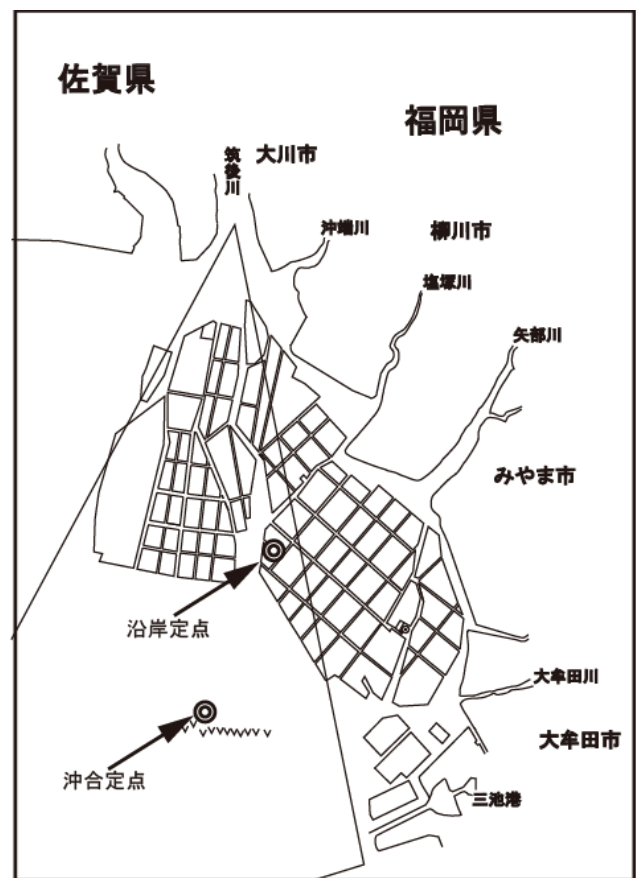 佐賀県
福岡県
筑後川
大川市
沖端川
柳川市
塩塚川
矢部川
みやま市
沿岸定点
大牟田川
大牟田市
沖合定点
三池港